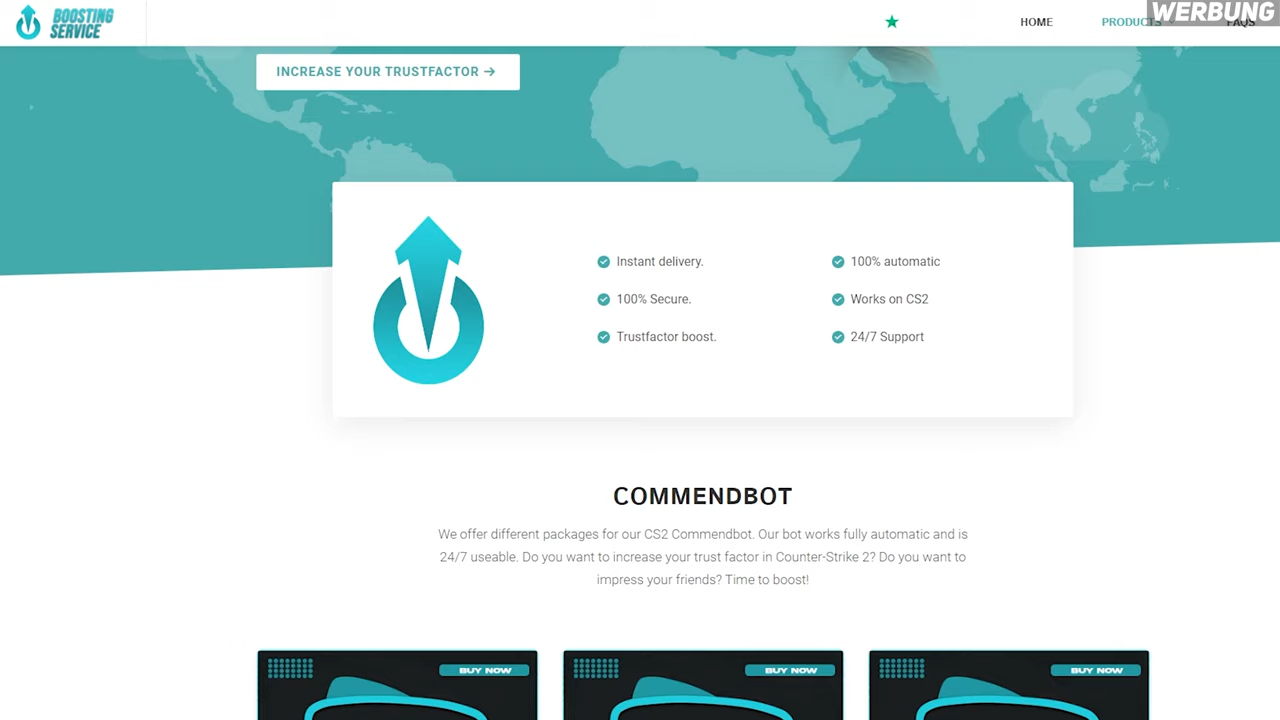 BOOSTING
SERVICE
HOME
PRODUCTS
FAQS
WERBUNG
INCREASE YOUR TRUSTFACTOR →
Instant delivery.
100% automatic
100% Secure.
Works on CS2
Trustfactor boost.
24/7 Support
COMMENDBOT
We offer different packages for our CS2 Commendbot. Our bot works fully automatic and is
24/7 useable. Do you want to increase your trust factor in Counter-Strike 2? Do you want to
impress your friends? Time to boost!
BUY NOW
BUY NOW
BUY NOW